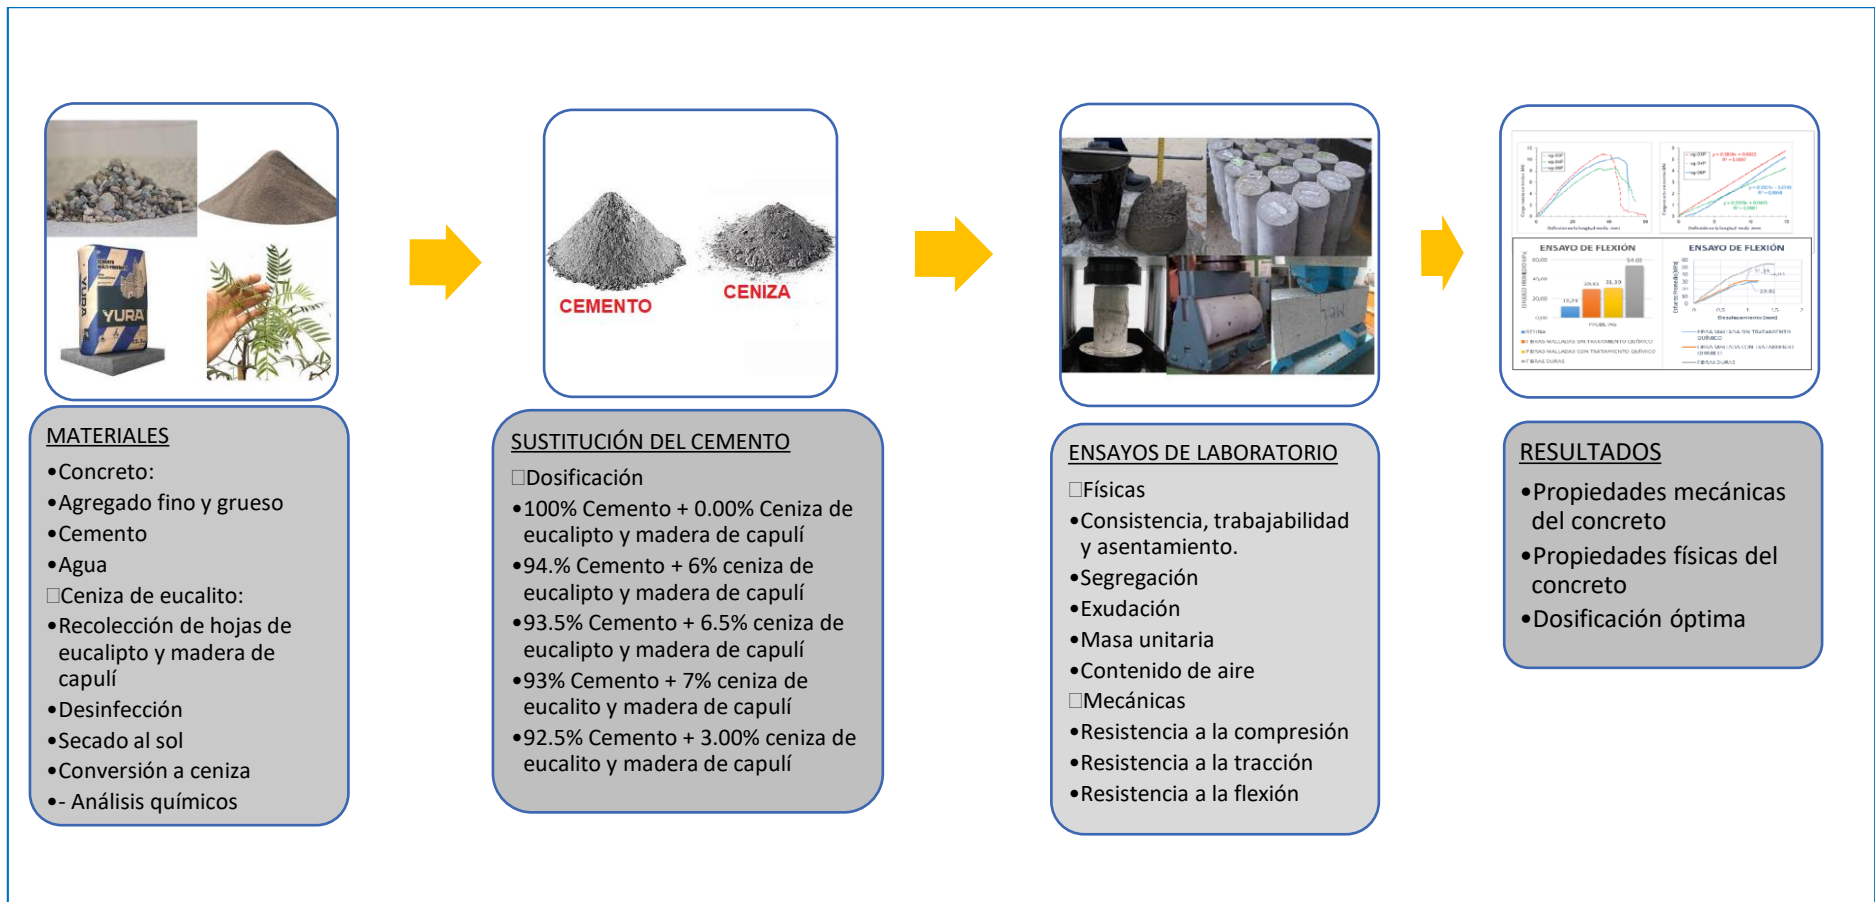 YURA
CEMENTO
CENIZA
ENSAYO DE FLEXIÓN
ENSAYO DE FLEXIÓN
MATERIALES
•Concreto:
•Agregado fino y grueso
•Cemento
•Agua
□Ceniza de eucalito:
•Recolección de hojas de
eucalipto y madera de
capulí
•Desinfección
•Secado al sol
•Conversión a ceniza
•- Análisis químicos
SUSTITUCIÓN DEL CEMENTO
□Dosificación
•100% Cemento + 0.00% Ceniza de
eucalipto y madera de capulí
•94.% Cemento + 6% ceniza de
eucalipto y madera de capulí
•93.5% Cemento + 6.5% ceniza de
eucalipto y madera de capulí
•93% Cemento + 7% ceniza de
eucalito y madera de capulí
•92.5% Cemento + 3.00% ceniza de
eucalito y madera de capulí
ENSAYOS DE LABORATORIO
□Físicas
•Consistencia, trabajabilidad
y asentamiento.
•Segregación
•Exudación
•Masa unitaria
•Contenido de aire
□Mecánicas
•Resistencia a la compresión
•Resistencia a la tracción
•Resistencia a la flexión
RESULTADOS
•Propiedades mecánicas
del concreto
•Propiedades físicas del
concreto
•Dosificación óptima